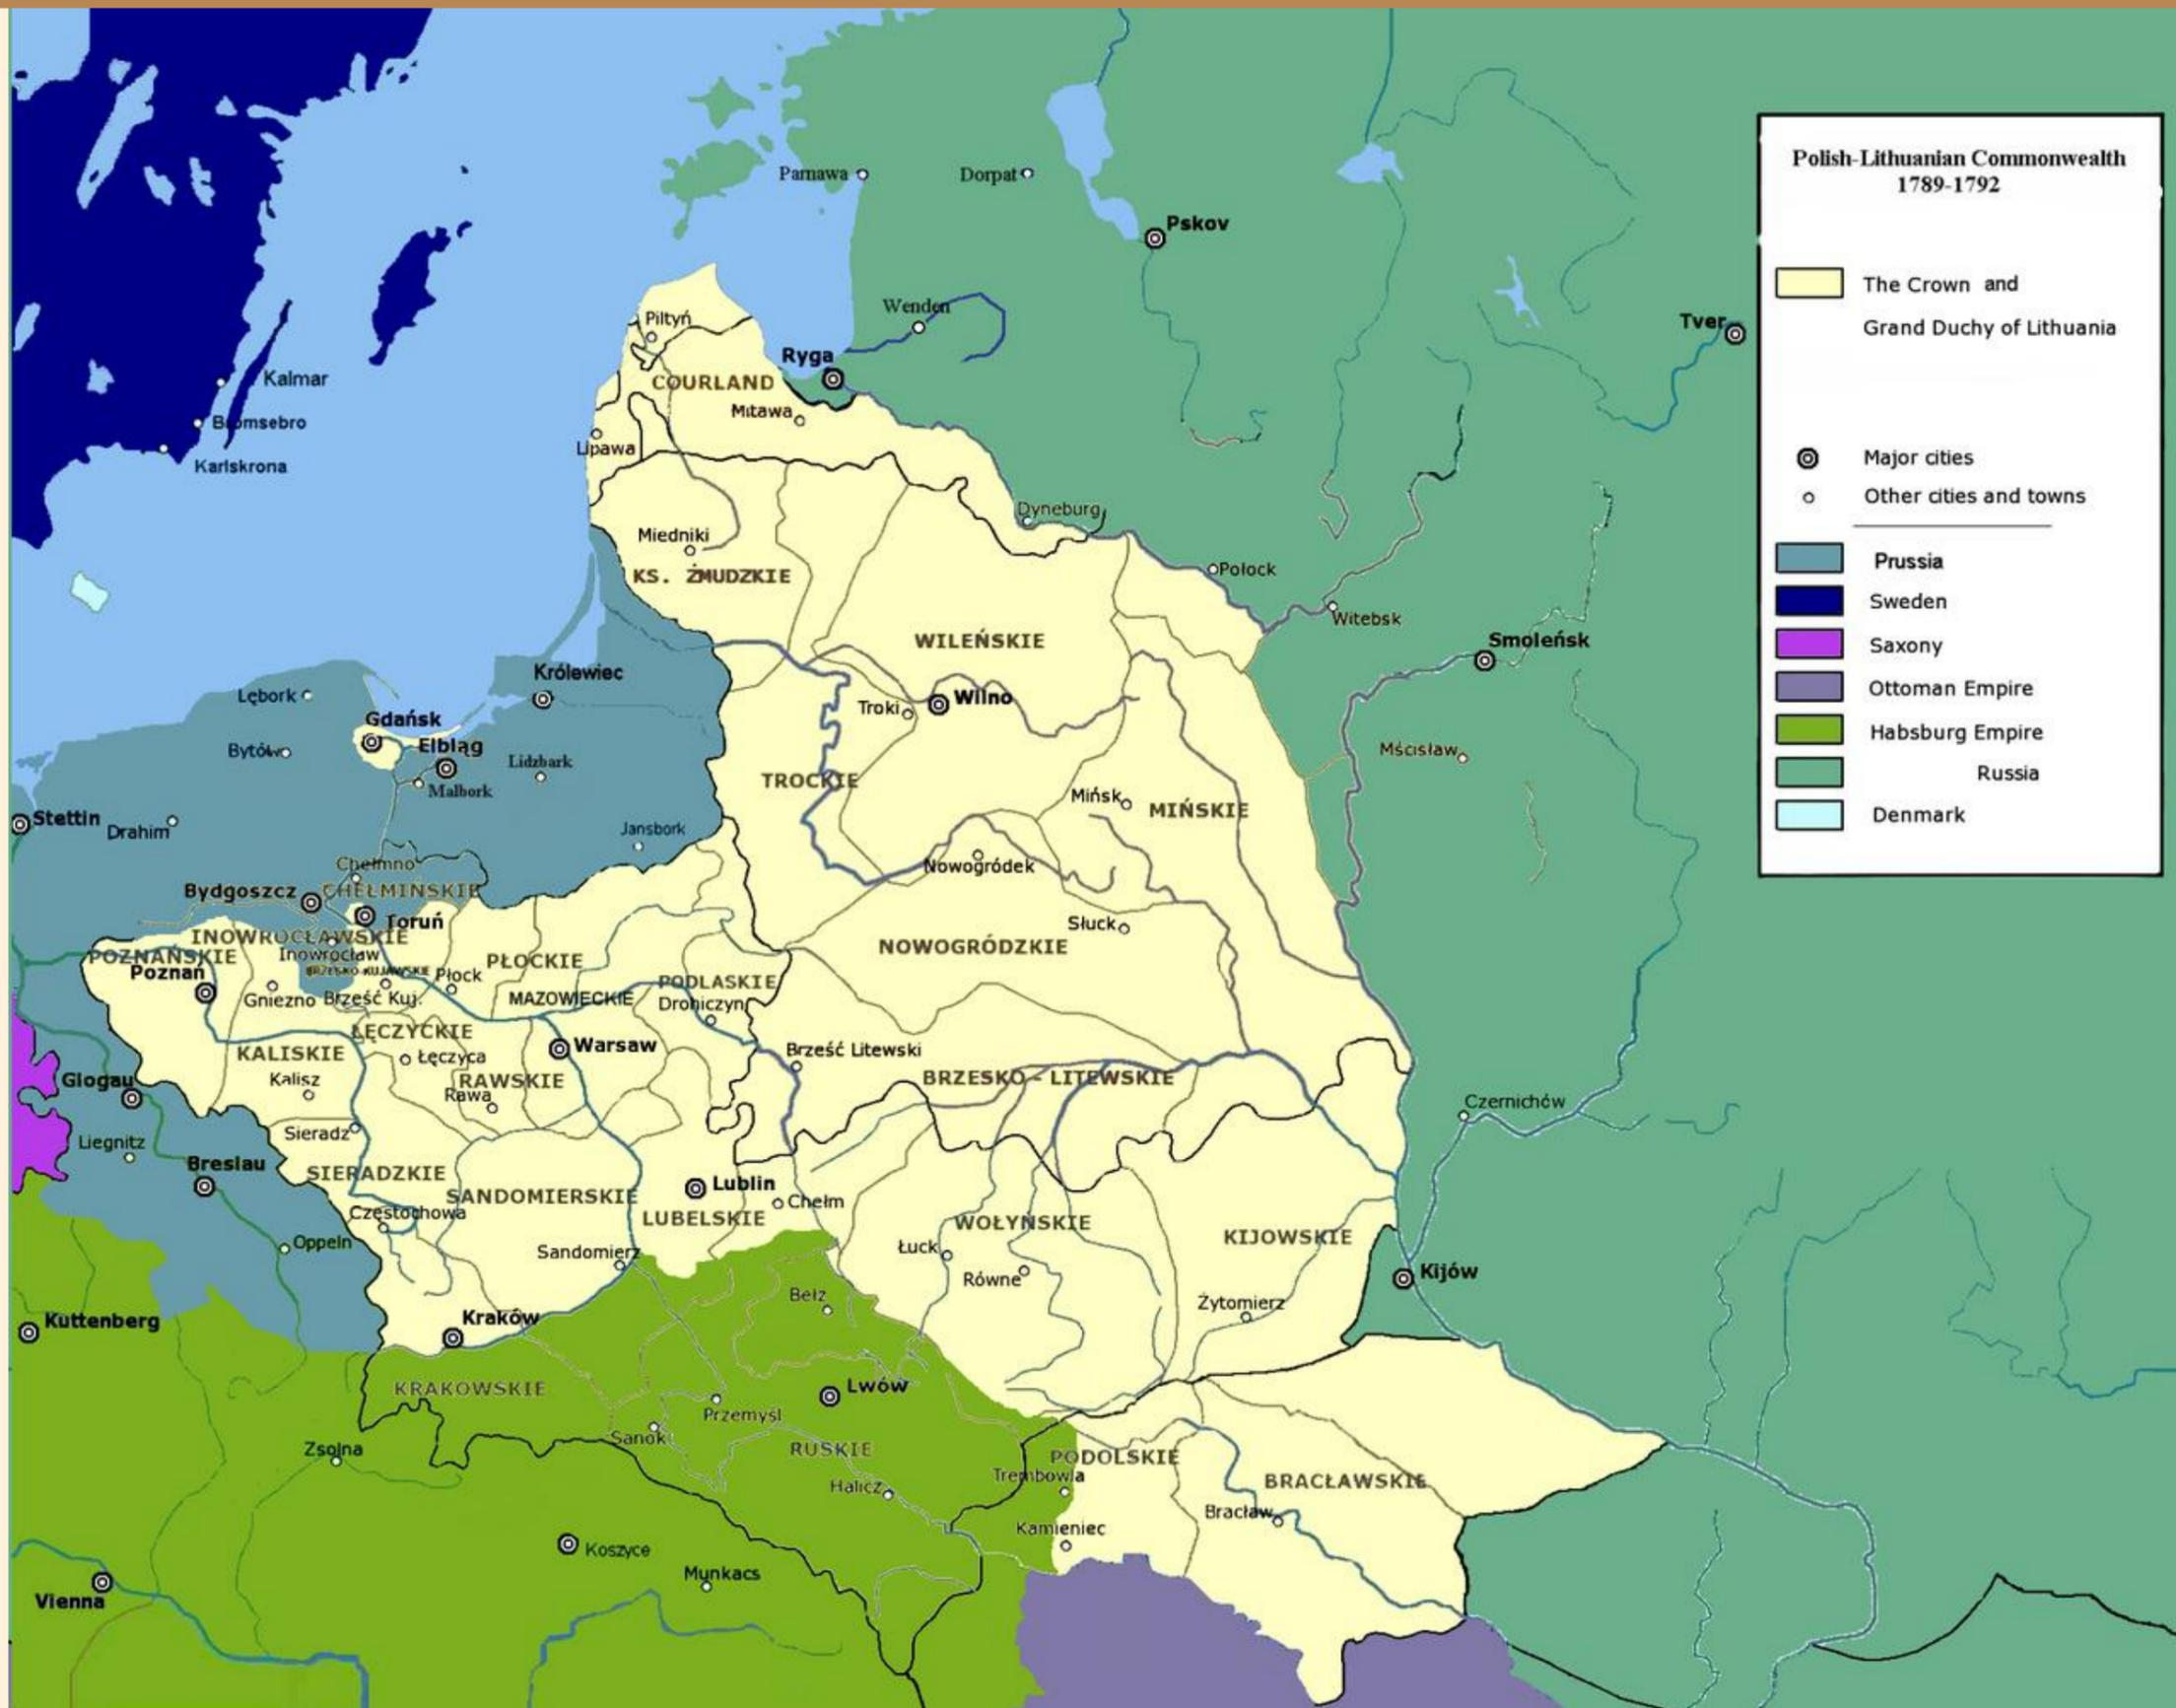 Parnawa
Dorpat
Pskov
Polish-Lithuanian Commonwealth
1789-1792
The Crown and
Grand Duchy of Lithuania
Major cities
Other cities and towns
Prussia
Sweden
Saxony
Ottoman Empire
Habsburg Empire
Russia
Denmark
Tver
Wenden
Piltyń
Ryga
COURLAND
Mitawa
Lipawa
Kalmar
Bromsebro
Karlskrona
Dyneburg
Miedniki
KS. ŻMUDZKIE
Połock
Witebsk
Smoleńsk
WILEŃSKIE
Królewiec
Lębork
Troki
Wilno
Gdańsk
Bytów
Elbląg
Lidzbark
Malbork
Mścisław
TROCKIE
Mińsk
MIŃSKIE
Stettin
Drahim
Jansbork
Chełmno
Nowogródek
Bydgoszcz
CHEŁMIŃSKIE
Toruń
Słuck
INOWROCŁAWSKIE
NOWOGRÓDZKIE
POZNAŃSKIE
Inowrocław
PŁOCKIE
Poznań
BRZESKO-KUJAWSKIE
Płock
PODLASKIE
Gniezno
Brześć Kuj.
MAZOWIECKIE
Drohiczyn
ŁĘCZYCKIE
KALISKIE
Łęczyca
Warsaw
Brześć Litewski
Glogau
Kalisz
RAWSKIE
BRZESKO - LITEWSKIE
Rawa
Czernichów
Sieradz
Liegnitz
Breslau
SIERADZKIE
SANDOMIERSKIE
Lublin
Chełm
Częstochowa
LUBELSKIE
WOŁYŃSKIE
KIJOWSKIE
Oppeln
Sandomierz
Łuck
Równe
Kijów
Bełz
Żytomierz
Kuttenberg
Kraków
KRAKOWSKIE
Lwów
Przemyśl
Sanok
Zsolna
RUSKIE
PODOLSKIE
Trembowla
BRACŁAWSKIE
Halicz
Bracław
Kamieniec
Koszyce
Munkacs
Vienna